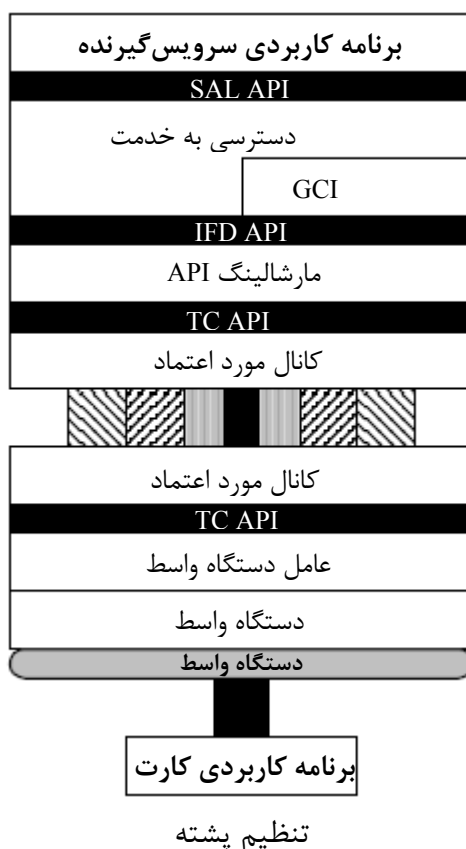 برنامه کاربردی سرویس‌گیرنده
SAL API
دسترسی به خدمت
GCI
IFD API
مارشالینگ API
TC API
کانال مورد اعتماد
کانال مورد اعتماد
TC API
عامل دستگاه واسط
دستگاه واسط
دستگاه واسط
برنامه کاربردی کارت
تنظیم پشته